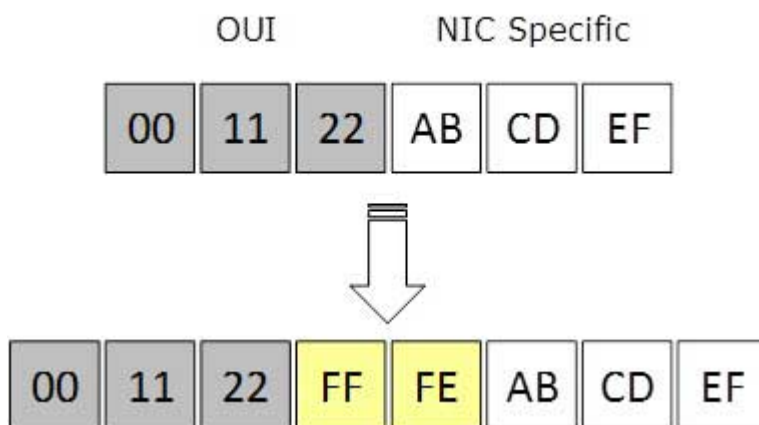 OUI NIC Specific
00 11 22 AB CD EF
00 11 22 FF FE AB CD EF